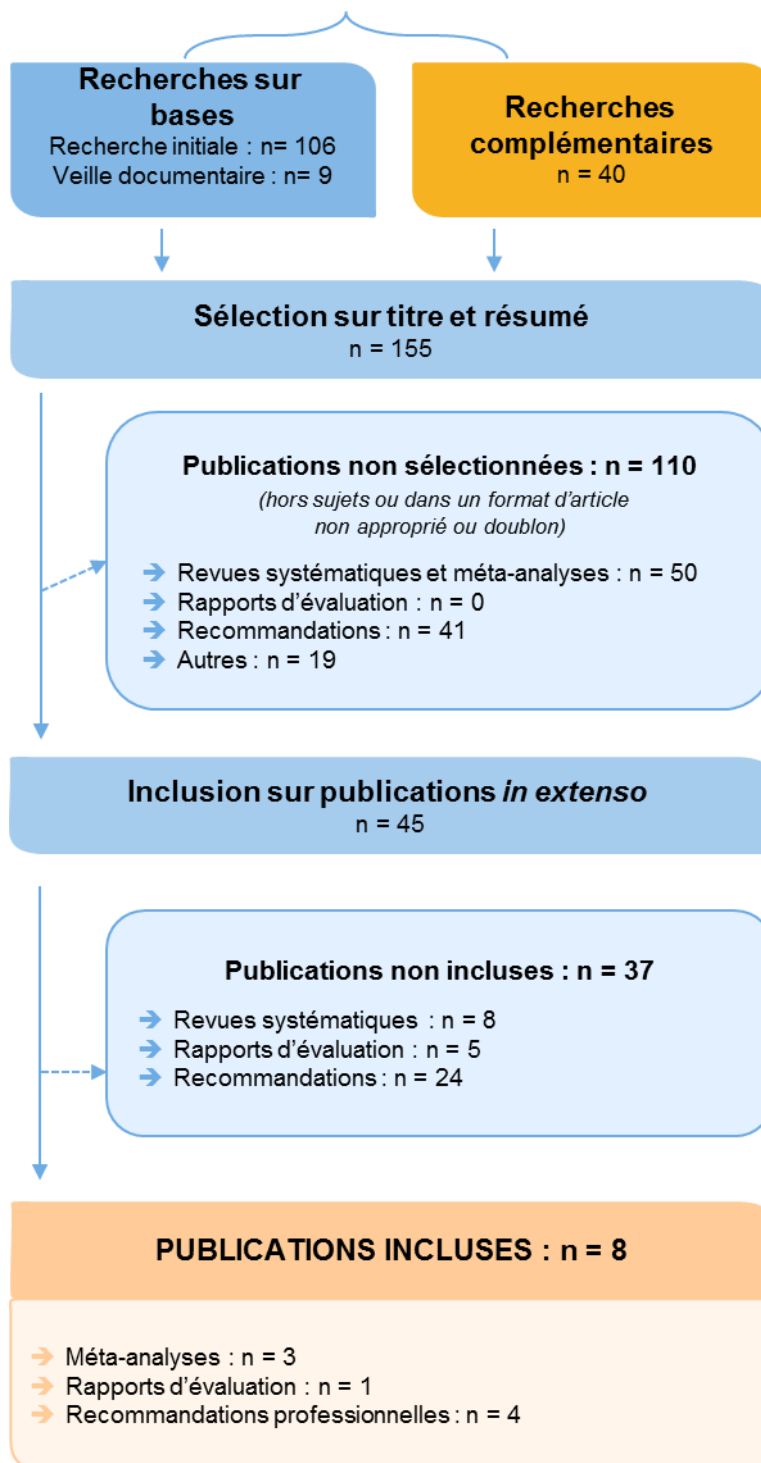 Recherches sur
bases
Recherche initiale : n= 106
Veille documentaire : n= 9
Recherches
complémentaires
n = 40
Sélection sur titre et résumé
n = 155
Publications non sélectionnées : n = 110
(hors sujets ou dans un format d’article
non approprié ou doublon)
➔ Revues systématiques et méta-analyses : n = 50
➔ Rapports d’évaluation : n = 0
➔ Recommandations : n = 41
➔ Autres : n = 19
Inclusion sur publications in extenso
n = 45
Publications non incluses : n = 37
➔ Revues systématiques : n = 8
➔ Rapports d’évaluation : n = 5
➔ Recommandations : n = 24
PUBLICATIONS INCLUSES : n = 8
➔ Méta-analyses : n = 3
➔ Rapports d’évaluation : n = 1
➔ Recommandations professionnelles : n = 4